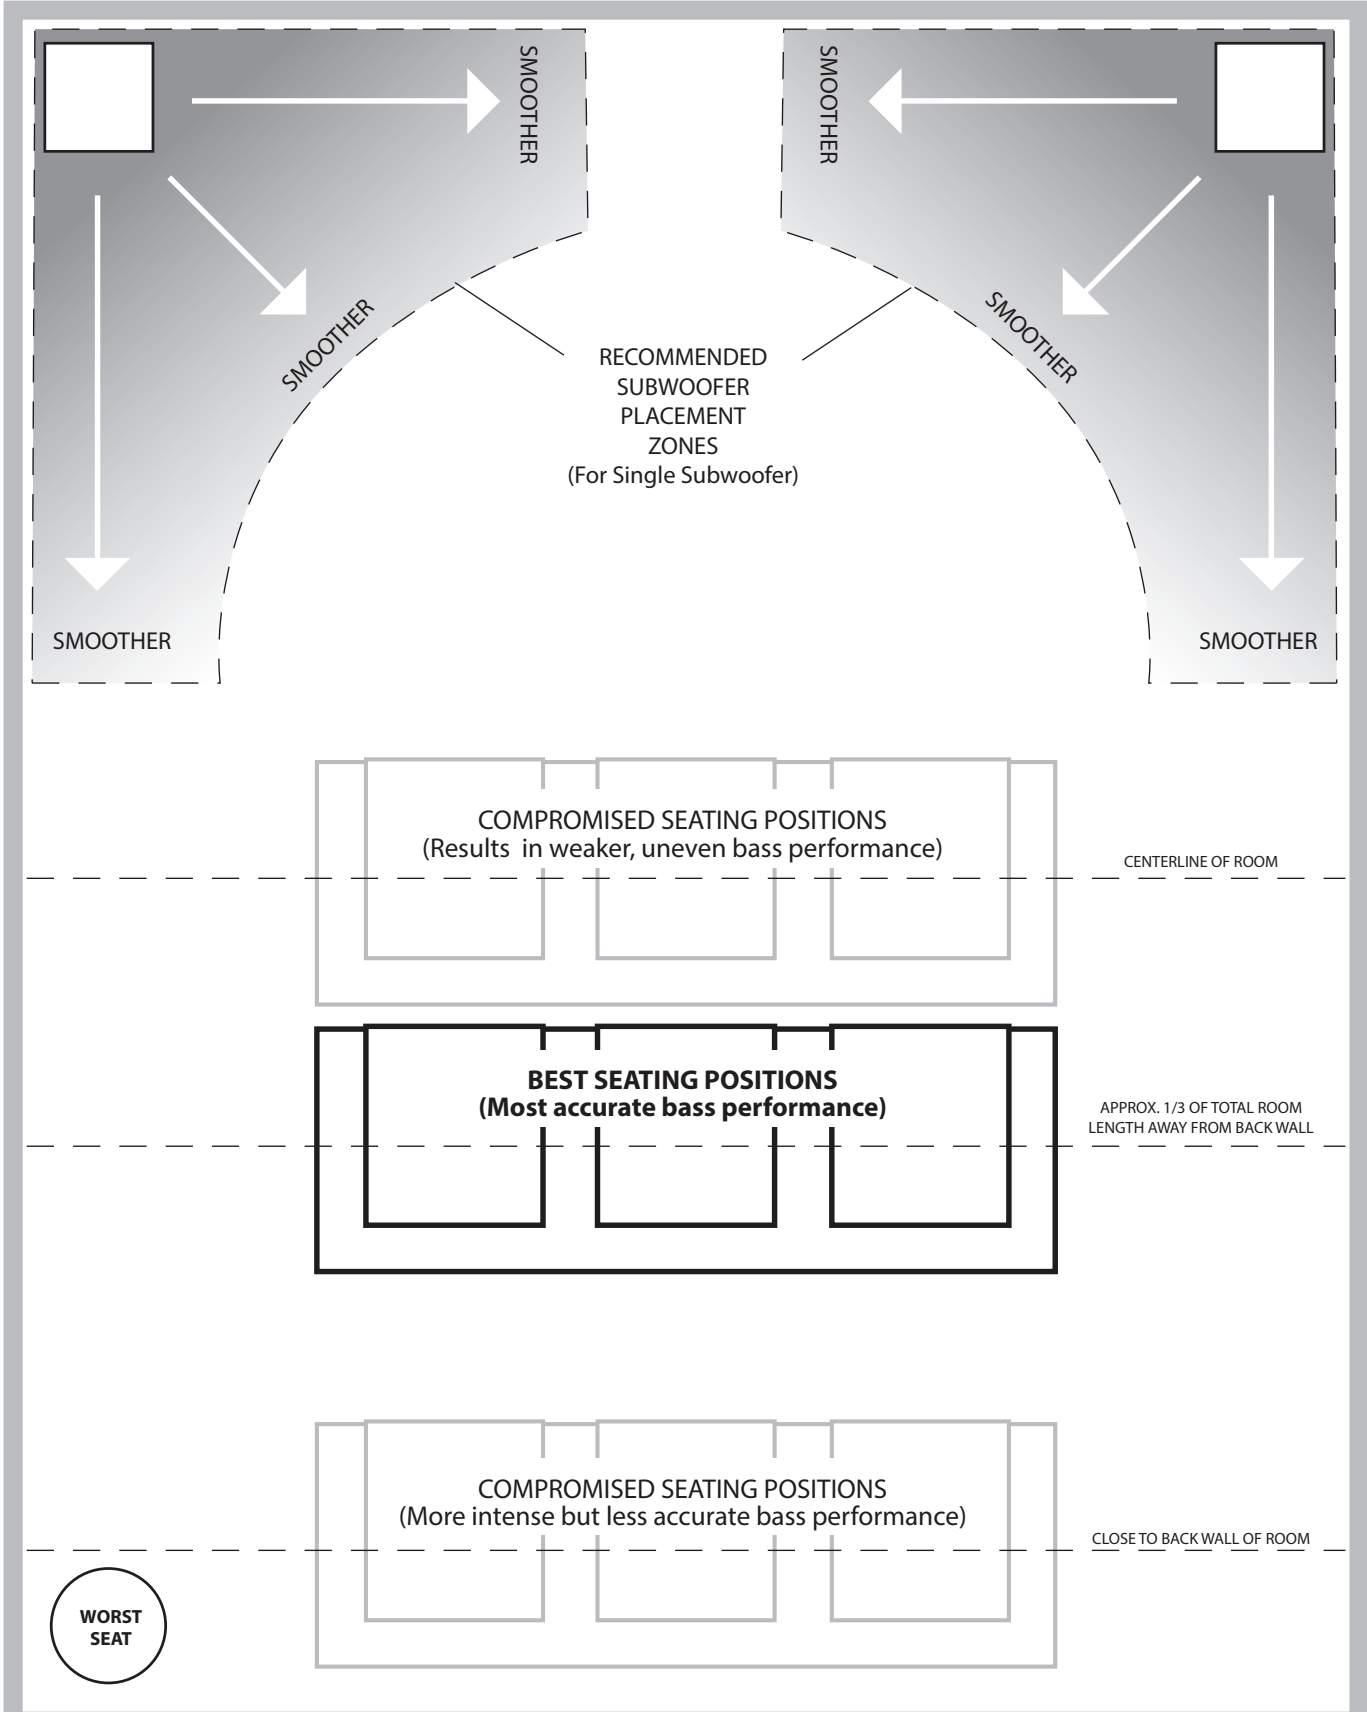 SMOOTHER
SMOOTHER
SMOOTHER
SMOOTHER
RECOMMENDED
SUBWOOFER
PLACEMENT
ZONES
(For Single Subwoofer)
SMOOTHER
SMOOTHER
COMPROMISED SEATING POSITIONS
(Results in weaker, uneven bass performance)
CENTERLINE OF ROOM
BEST SEATING POSITIONS
(Most accurate bass performance)
APPROX. 1/3 OF TOTAL ROOM
LENGTH AWAY FROM BACK WALL
COMPROMISED SEATING POSITIONS
(More intense but less accurate bass performance)
CLOSE TO BACK WALL OF ROOM
WORST
SEAT